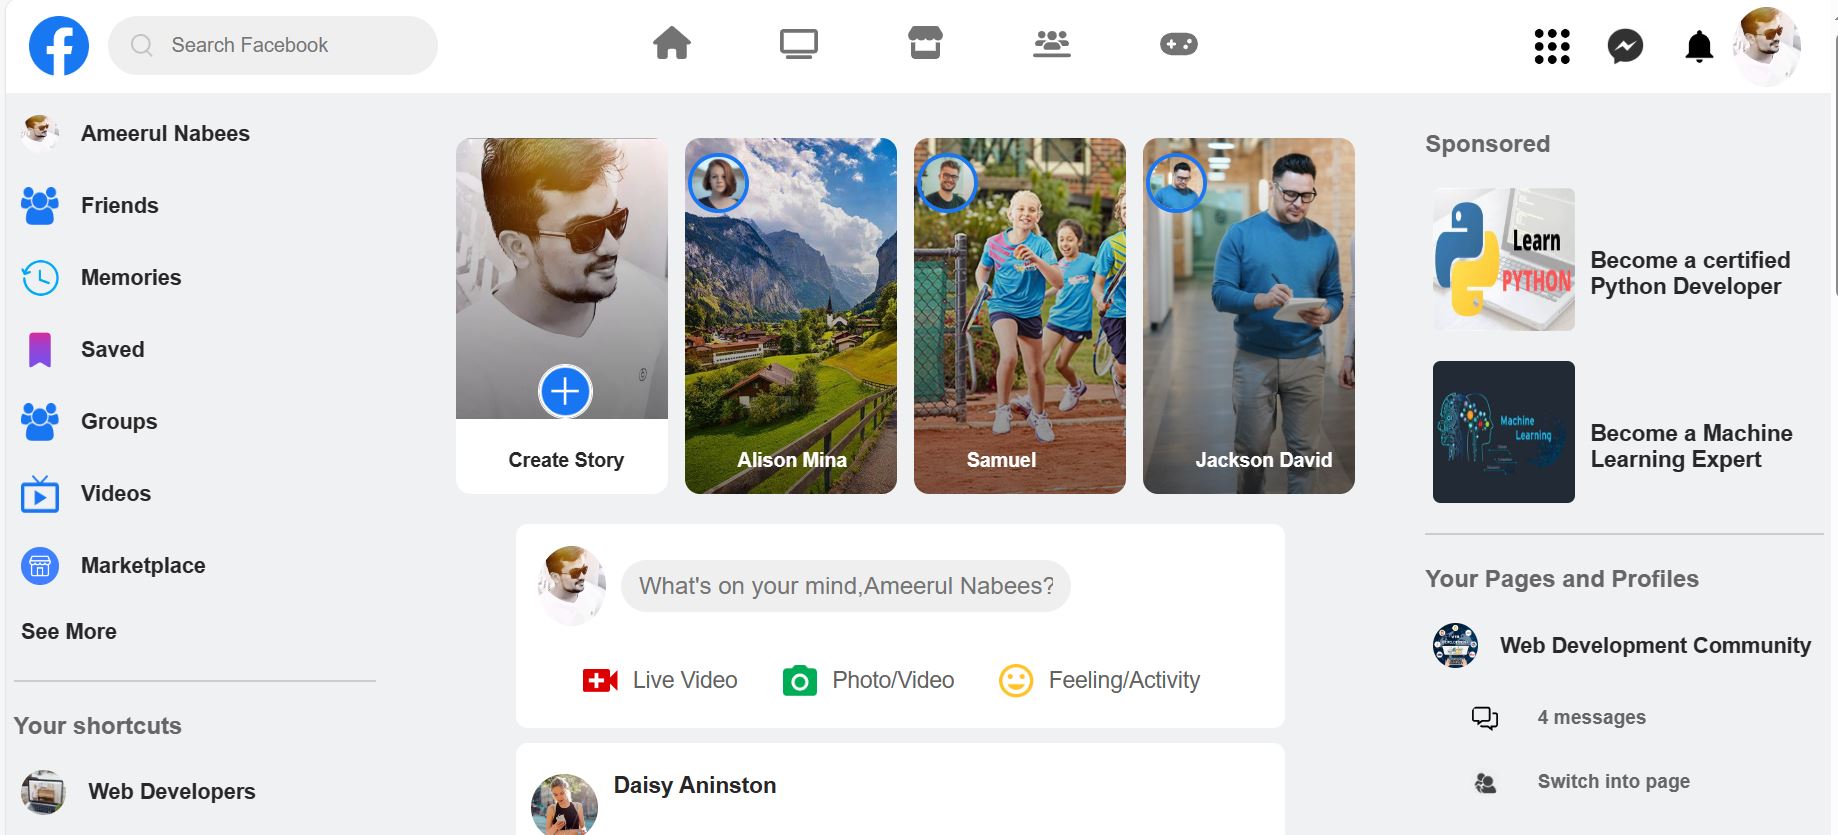 Search Facebook
Ameerul Nabees
Friends
Memories
Saved
Groups
Videos
Marketplace
See More
Your shortcuts
Web Developers
Create Story
Alison Mina
Samuel
Jackson David
What's on your mind,Ameerul Nabees?
Live Video
Photo/Video
Feeling/Activity
Daisy Aninston
Sponsored
Learn
PYTHON
Become a certified
Python Developer
Machine
Learning
Become a Machine
Learning Expert
Your Pages and Profiles
Web Development Community
4 messages
Switch into page